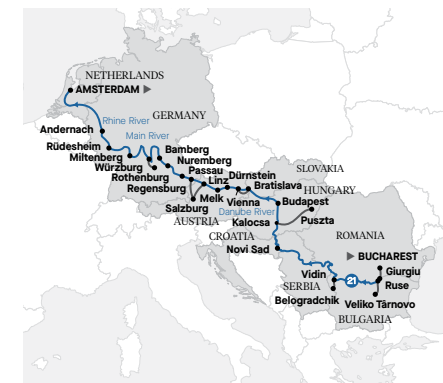 NETHERLANDS
AMSTERDAM
GERMANY
Rhine River
Andernach
Main River
Rüdesheim
Bamberg
Miltenberg
Nuremberg
Würzburg
Passau
Rothenburg
Linz
Dürnstein
SLOVAKIA
Regensburg
Bratislava
Melk
Vienna
HUNGARY
Salzburg
Danube River
Budapest
AUSTRIA
Kalocsa
Puszta
CROATIA
ROMANIA
Novi Sad
BUCHAREST
Vidin
Giurgiu
21
SERBIA
Ruse
Belogradchik
Veliko Tărnovo
BULGARIA